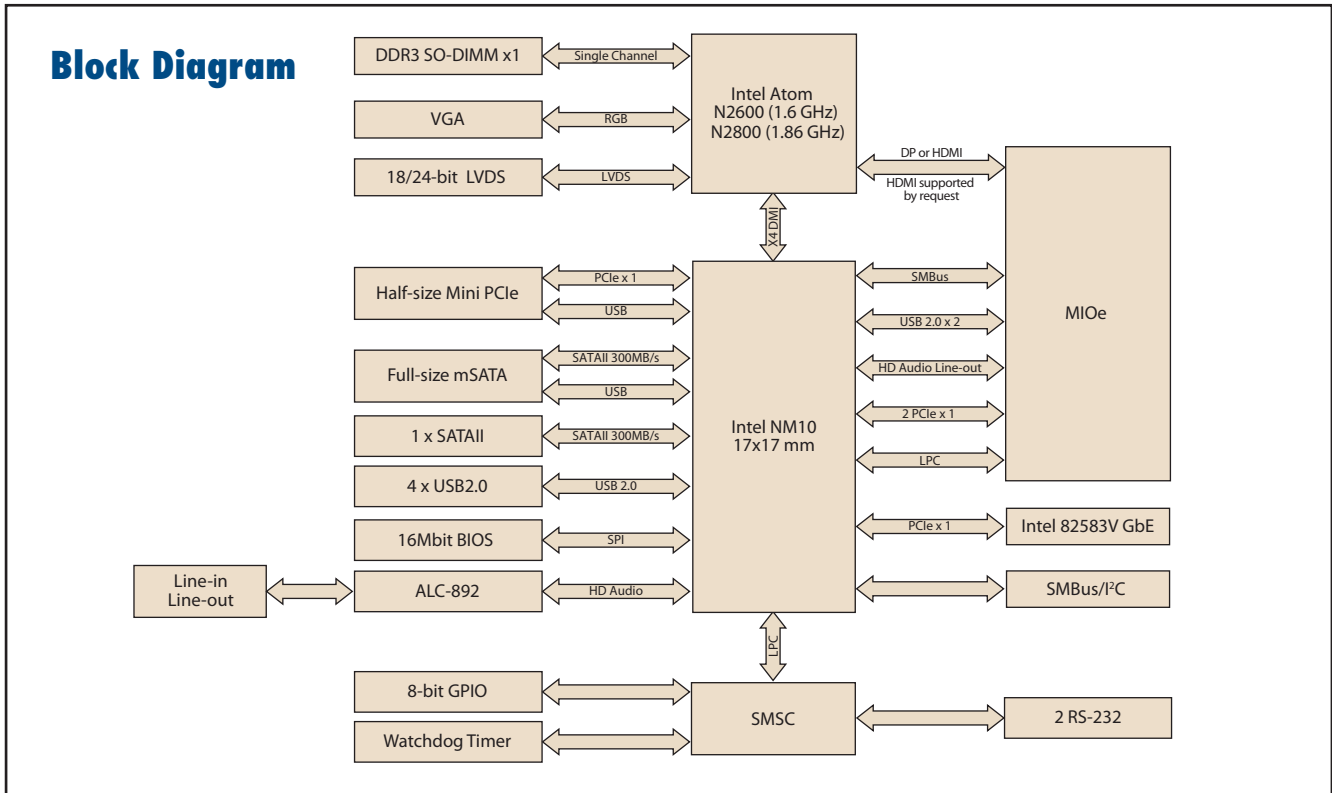 Block Diagram
DDR3 SO-DIMM x1
Single Channel
Intel Atom
N2600 (1.6 GHz)
N2800 (1.86 GHz)
VGA
RGB
18/24-bit LVDS
LVDS
DP or HDMI
HDMI supported
by request
X4 DMI
Half-size Mini PCIe
PCIe x 1
USB
Full-size mSATA
SATAII 300MB/s
USB
1 x SATAII
SATAII 300MB/s
4 x USB2.0
USB 2.0
16Mbit BIOS
SPI
Line-in
Line-out
ALC-892
HD Audio
Intel NM10
17x17 mm
SMBus
USB 2.0 x 2
HD Audio Line-out
2 PCIe x 1
LPC
MIOe
PCIe x 1
Intel 82583V GbE
SMBus/I²C
LPC
8-bit GPIO
Watchdog Timer
SMSC
2 RS-232